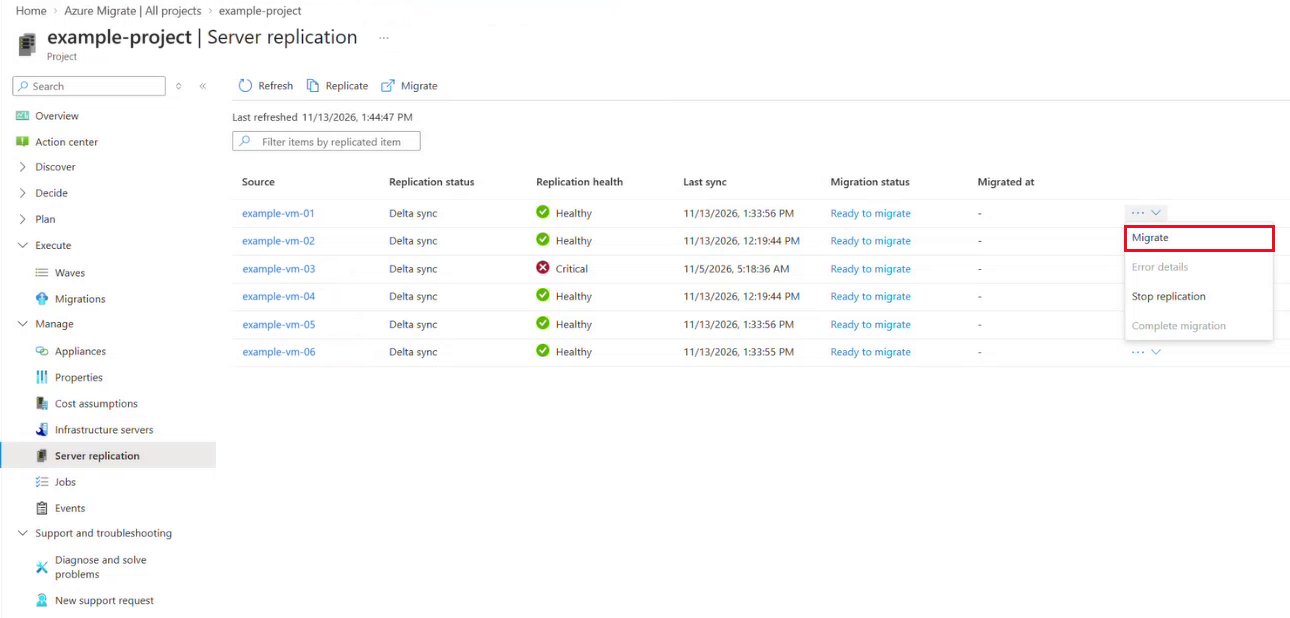 Home > Azure Migrate | All projects > example-project
example-project | Server replication ...
Project
Search
Refresh Replicate Migrate
Overview
Action center
Discover
Decide
Plan
Execute
Waves
Migrations
Manage
Appliances
Properties
Cost assumptions
Infrastructure servers
Server replication
Jobs
Events
Support and troubleshooting
Diagnose and solve
problems
New support request
Last refreshed 11/13/2026, 1:44:47 PM
Filter items by replicated item
Source Replication status Replication health Last sync Migration status Migrated at
example-vm-01 Delta sync Healthy 11/13/2026, 1:33:56 PM Ready to migrate - ...
example-vm-02 Delta sync Healthy 11/13/2026, 12:19:44 PM Ready to migrate -
example-vm-03 Delta sync Critical 11/5/2026, 5:18:36 AM Ready to migrate -
example-vm-04 Delta sync Healthy 11/13/2026, 12:19:44 PM Ready to migrate -
example-vm-05 Delta sync Healthy 11/13/2026, 1:33:56 PM Ready to migrate -
example-vm-06 Delta sync Healthy 11/13/2026, 1:33:55 PM Ready to migrate - ...
Migrate
Error details
Stop replication
Complete migration